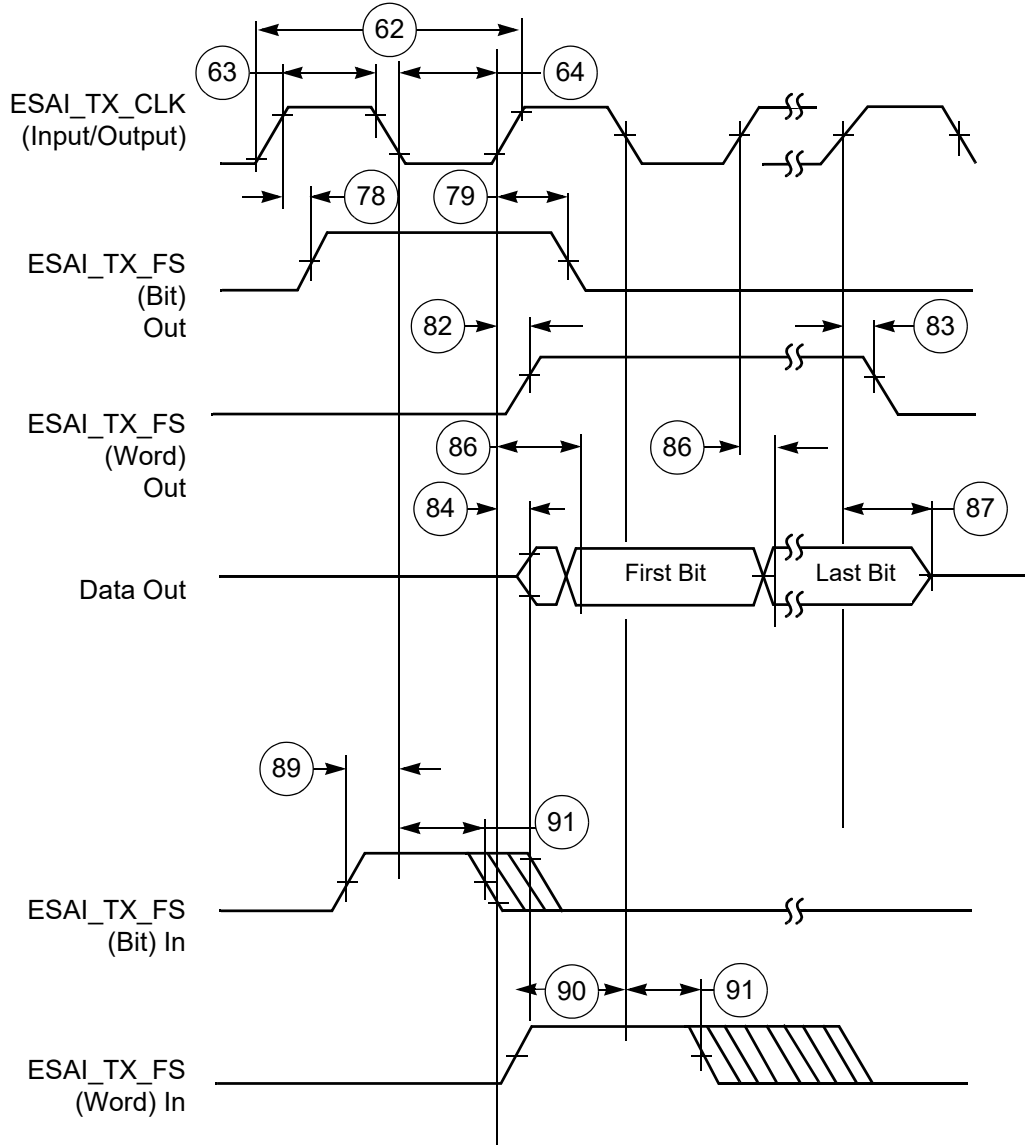 62
63
64
ESAI_TX_CLK
(Input/Output)
78
79
ESAI_TX_FS
(Bit)
Out
82
83
ESAI_TX_FS
(Word)
Out
86
86
84
87
Data Out
First Bit
Last Bit
89
91
ESAI_TX_FS
(Bit) In
90
91
ESAI_TX_FS
(Word) In